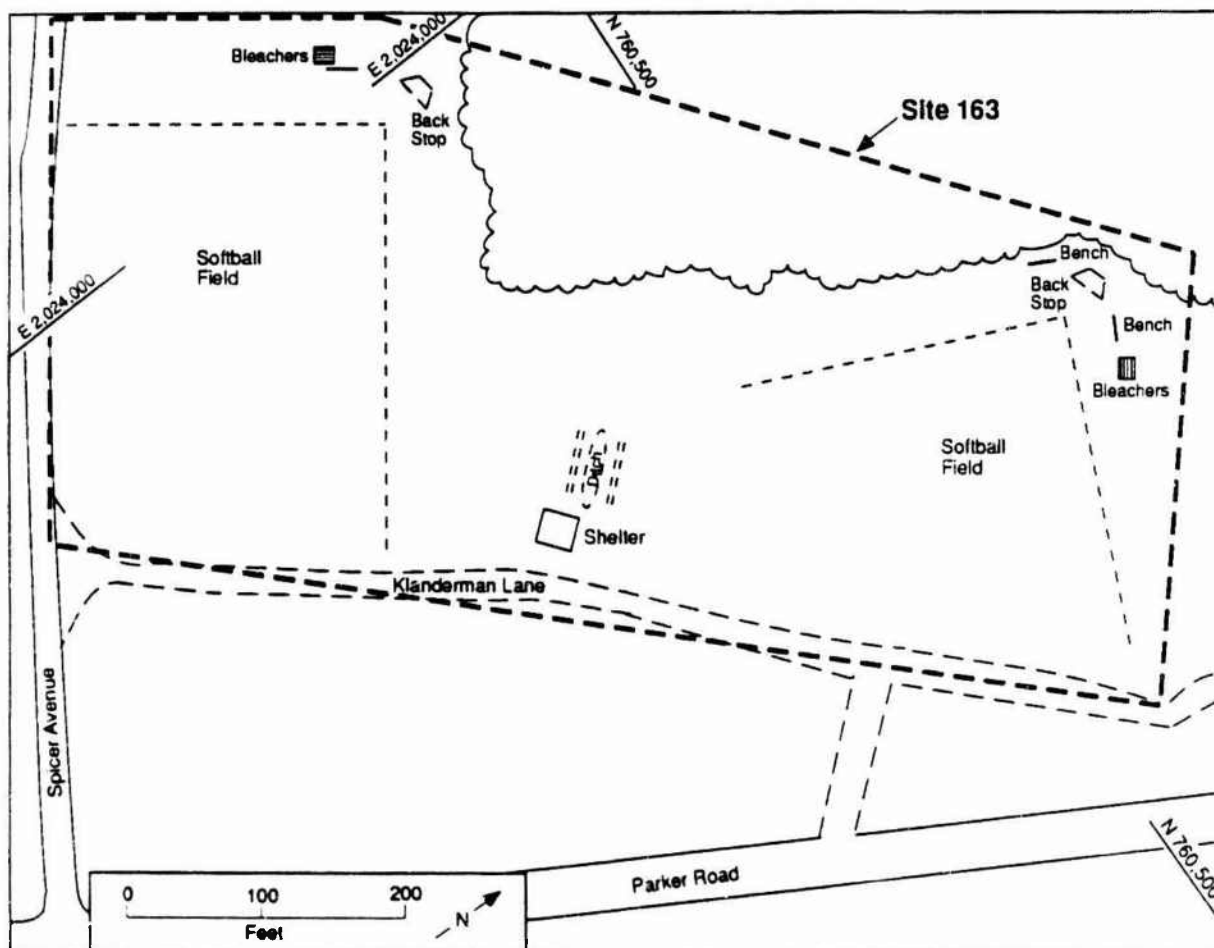 Bleachers
E 2,024,000
N 760,500
Back
Stop
Site 163
Softball
Field
Bench
Back
Stop
E 2,024,000
Bench
Bleachers
Softball
Field
Ditch
Shelter
Klanderman Lane
Spicer Avenue
Parker Road
N 760,500
0 100 200
Feet
N